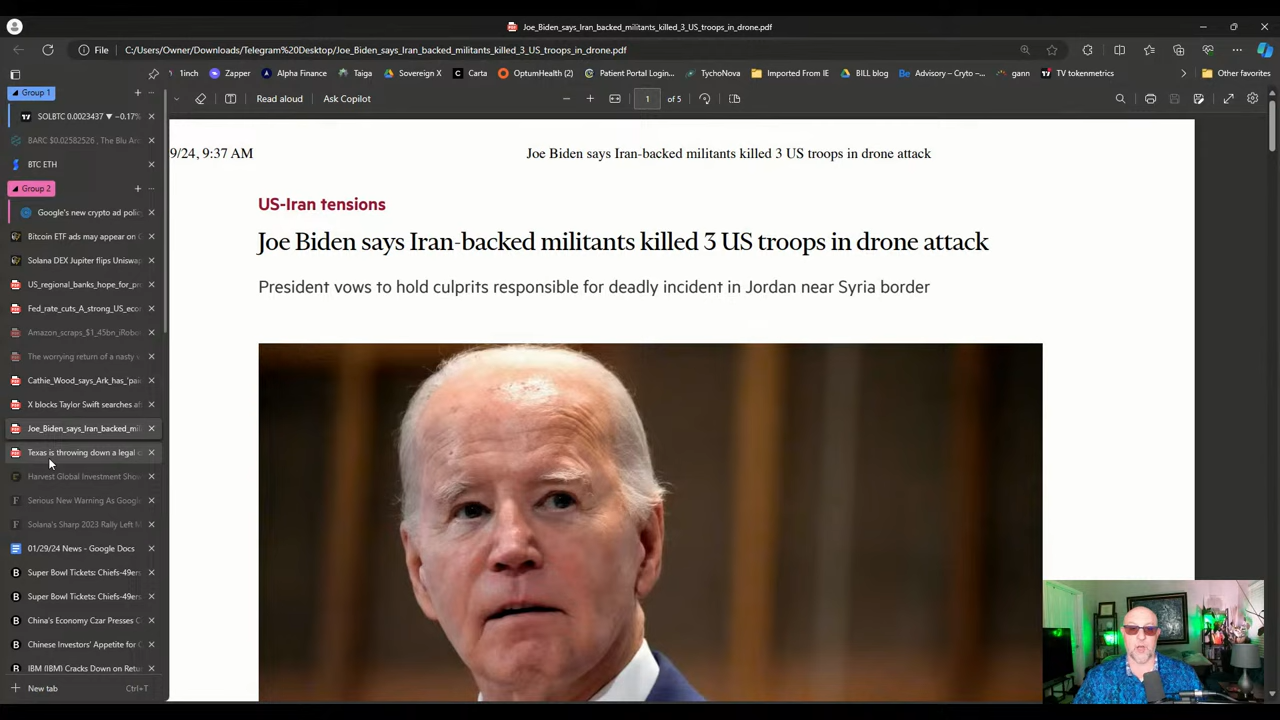 Joe_Biden_says_Iran_backed_militants_killed_3_US_troops_in_drone.pdf
File
C:/Users/Owner/Downloads/Telegram%20Desktop/Joe_Biden_says_Iran_backed_militants_killed_3_US_troops_in_drone.pdf
1inch
Zapper
Alpha Finance
Taiga
Sovereign X
Carta
OptumHealth (2)
Patient Portal Login...
TychoNova
Imported From IE
BILL blog
Advisory – Cryto –...
gann
TV tokenmetrics
Other favorites
Group 1
Read aloud
Ask Copilot
1 of 5
SOLBTC 0.0023437 ▼ −0.17%
BARC $0.02582526 , The Blu Ar
BTC ETH
Group 2
Google's new crypto ad poli
Bitcoin ETF ads may appear on
Solana DEX Jupiter flips Uniswa
US_regional_banks_hope_for_pr
Fed_rate_cuts_A_strong_US_eco
Amazon_scraps_$1_45bn_iRobo
The worrying return of a nasty
Cathie_Wood_says_Ark_has_'pai
X blocks Taylor Swift searches a
Joe_Biden_says_Iran_backed_mil
Texas is throwing down a legal c
Harvest Global Investment Sho
Serious New Warning As Googl
Solana's Sharp 2023 Rally Left
01/29/24 News - Google Docs
Super Bowl Tickets: Chiefs-49er
Super Bowl Tickets: Chiefs-49er
China's Economy Czar Presses C
Chinese Investors' Appetite for
IBM (IBM) Cracks Down on Retu
New tab
Ctrl+T
9/24, 9:37 AM
Joe Biden says Iran-backed militants killed 3 US troops in drone attack
US-Iran tensions
Joe Biden says Iran-backed militants killed 3 US troops in drone attack
President vows to hold culprits responsible for deadly incident in Jordan near Syria border